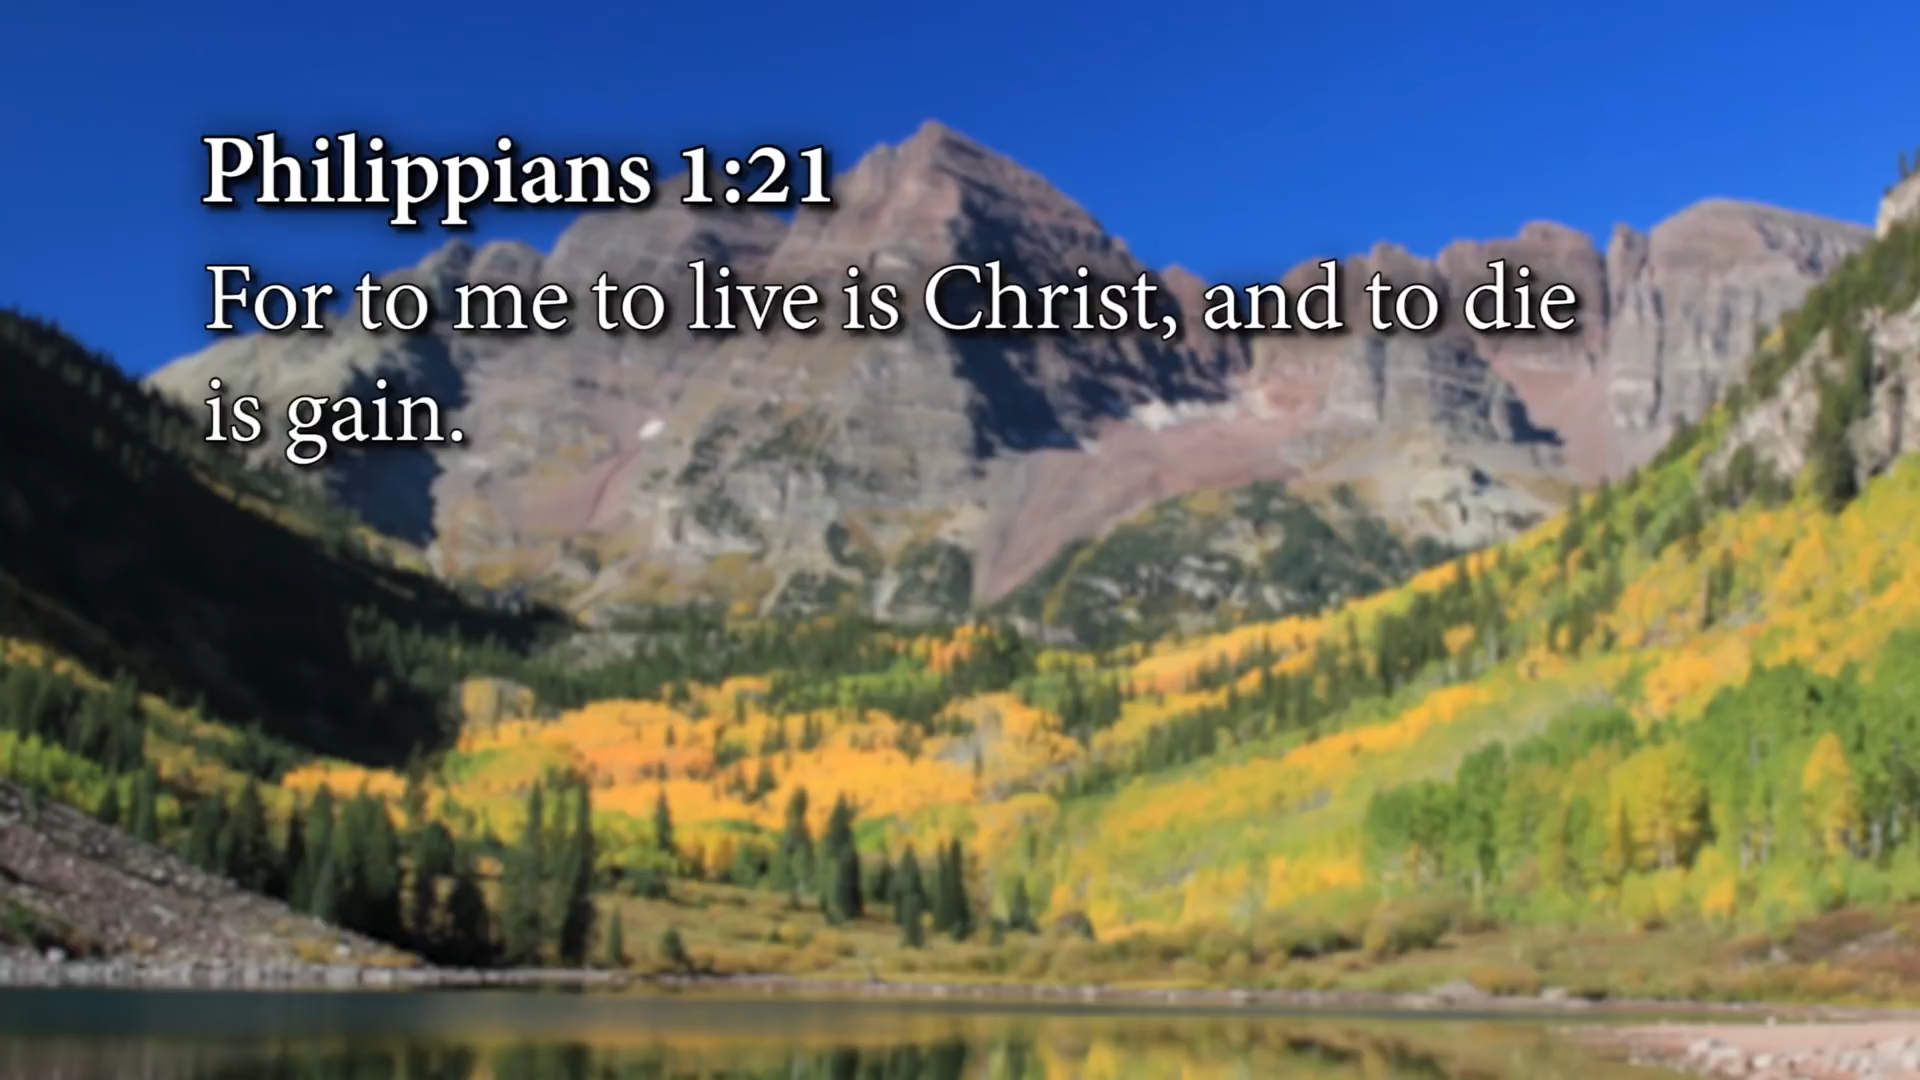 Philippians 1:21
For to me to live is Christ, and to die
is gain.